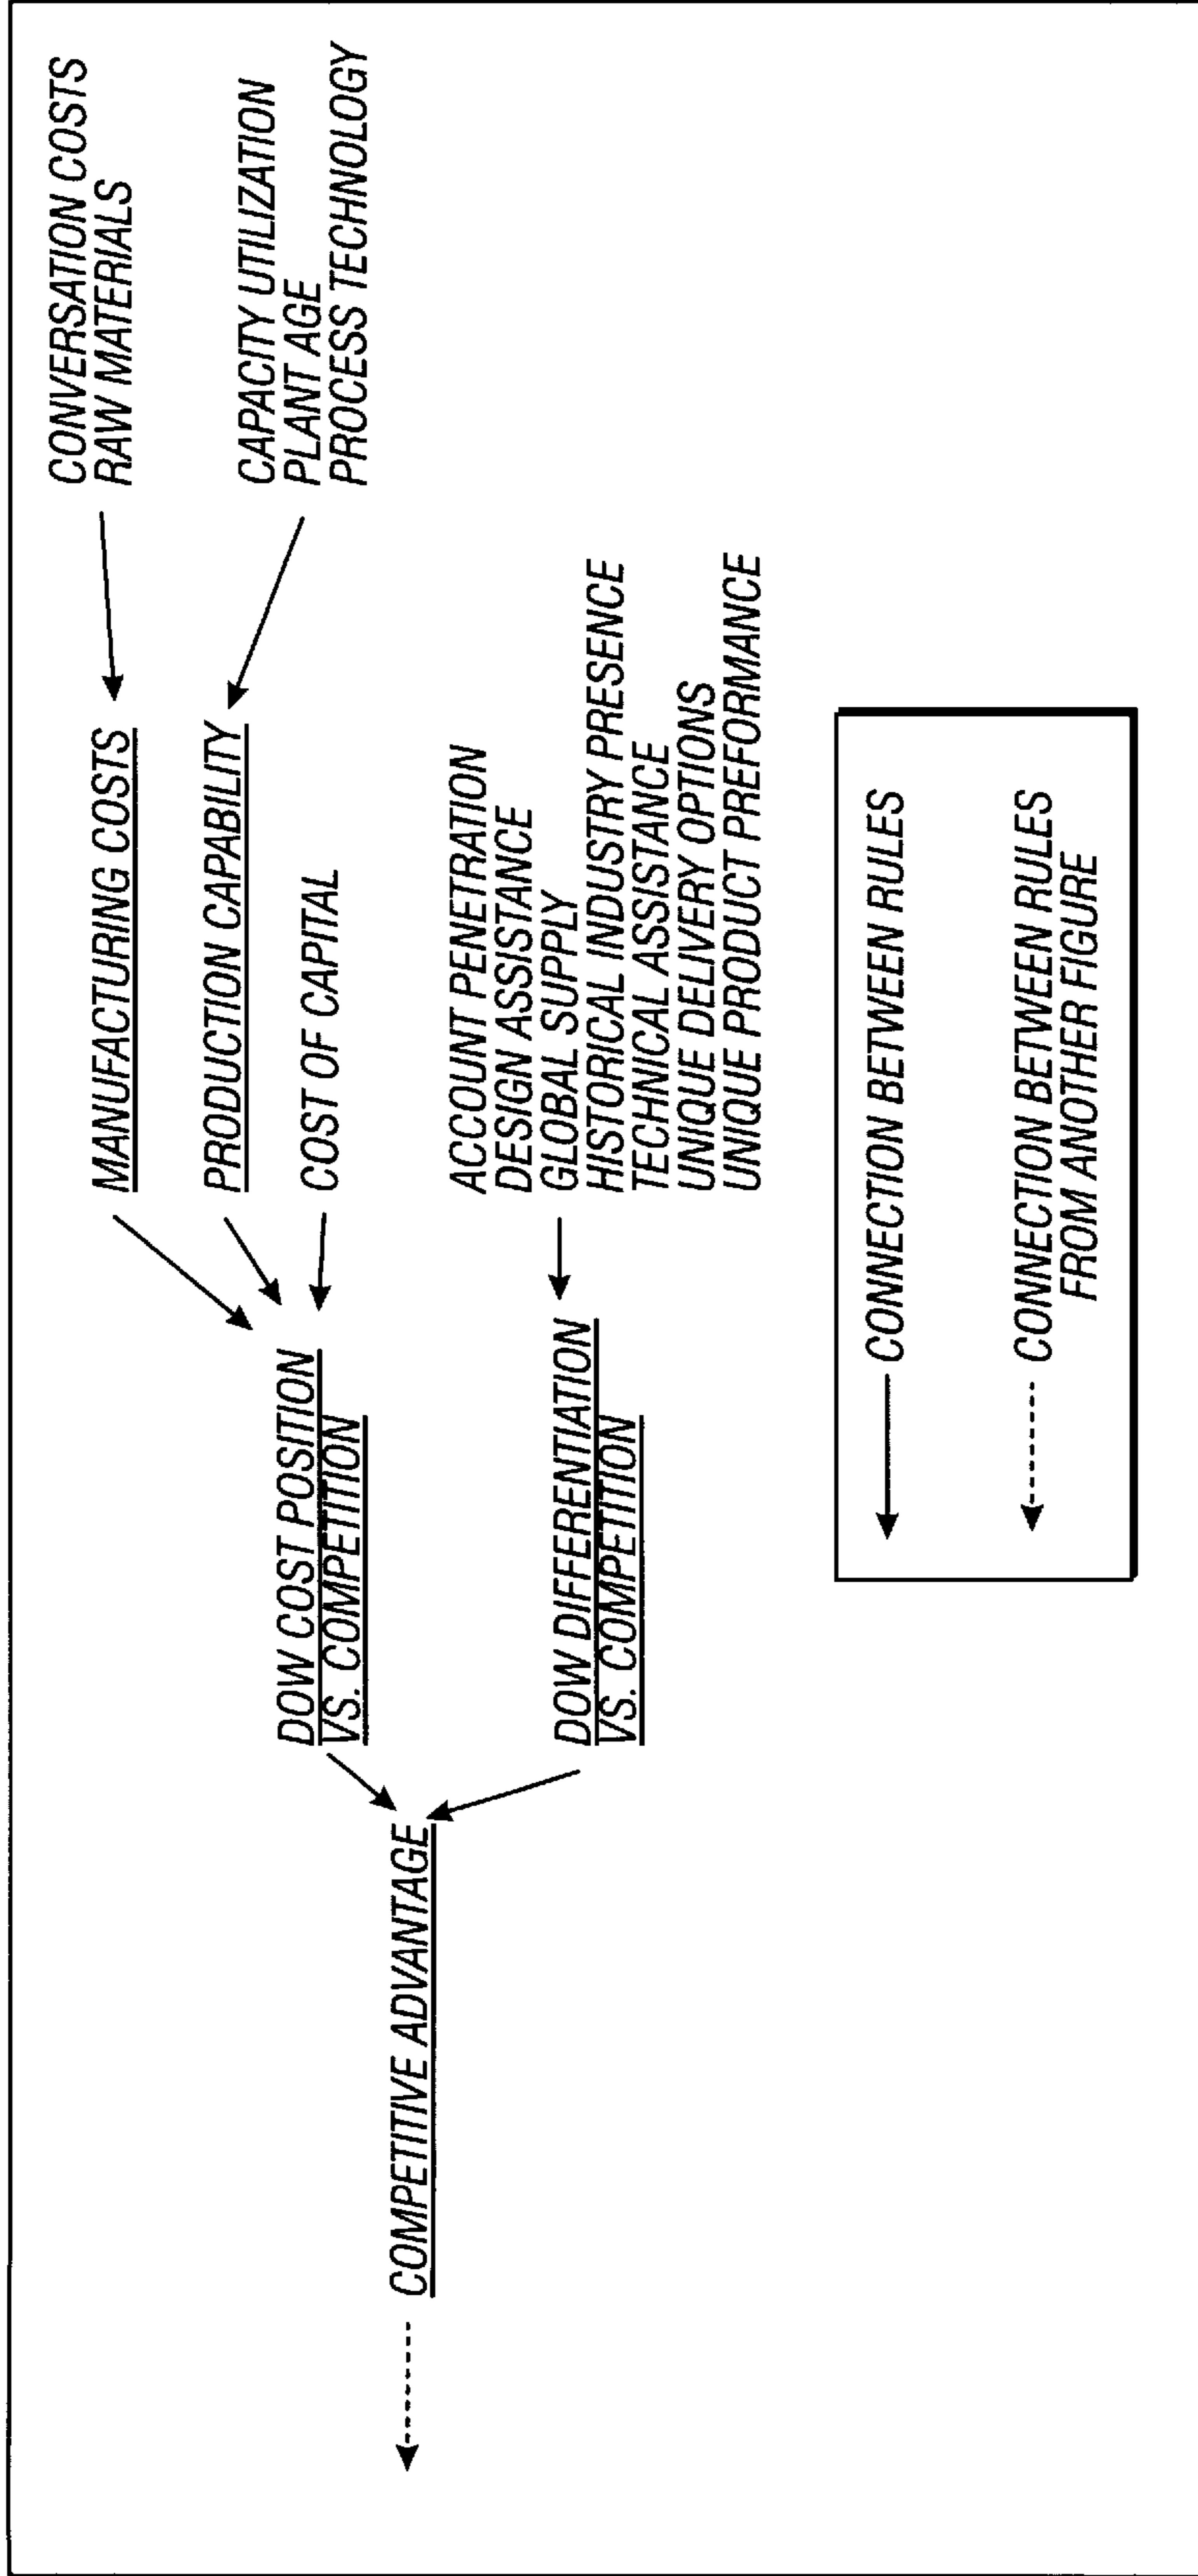 CONVERSATION COSTS
RAW MATERIALS
MANUFACTURING COSTS
CAPACITY UTILIZATION
PLANT AGE
PROCESS TECHNOLOGY
PRODUCTION CAPABILITY
COST OF CAPITAL
DOW COST POSITION
VS. COMPETITION
COMPETITIVE ADVANTAGE
ACCOUNT PENETRATION
DESIGN ASSISTANCE
GLOBAL SUPPLY
HISTORICAL INDUSTRY PRESENCE
TECHNICAL ASSISTANCE
UNIQUE DELIVERY OPTIONS
UNIQUE PRODUCT PREFORMANCE
DOW DIFFERENTIATION
VS. COMPETITION
CONNECTION BETWEEN RULES
CONNECTION BETWEEN RULES
FROM ANOTHER FIGURE